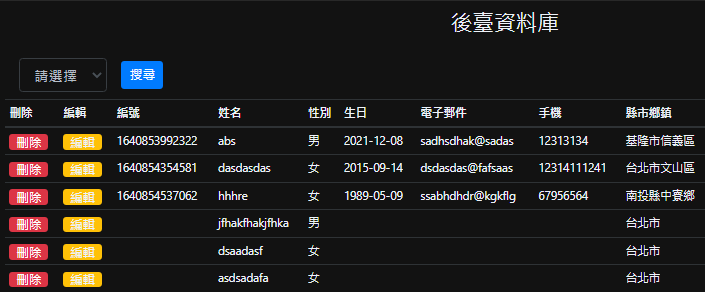 後臺資料庫
請選擇 搜尋
刪除 編輯 編號 姓名 性別 生日 電子郵件 手機 縣市鄉鎮
刪除 編輯 1640853992322 abs 男 2021-12-08 sadhsdhak@sadas 12313134 基隆市信義區
刪除 編輯 1640854354581 dasdasdas 女 2015-09-14 dsdasdas@fafsaas 12314111241 台北市文山區
刪除 編輯 1640854537062 hhhre 女 1989-05-09 ssabhdhdr@kgkflg 67956564 南投縣中寮鄉
刪除 編輯 jfhakfhakjfhka 男 台北市
刪除 編輯 dsaadasf 女 台北市
刪除 編輯 asdsadafa 女 台北市